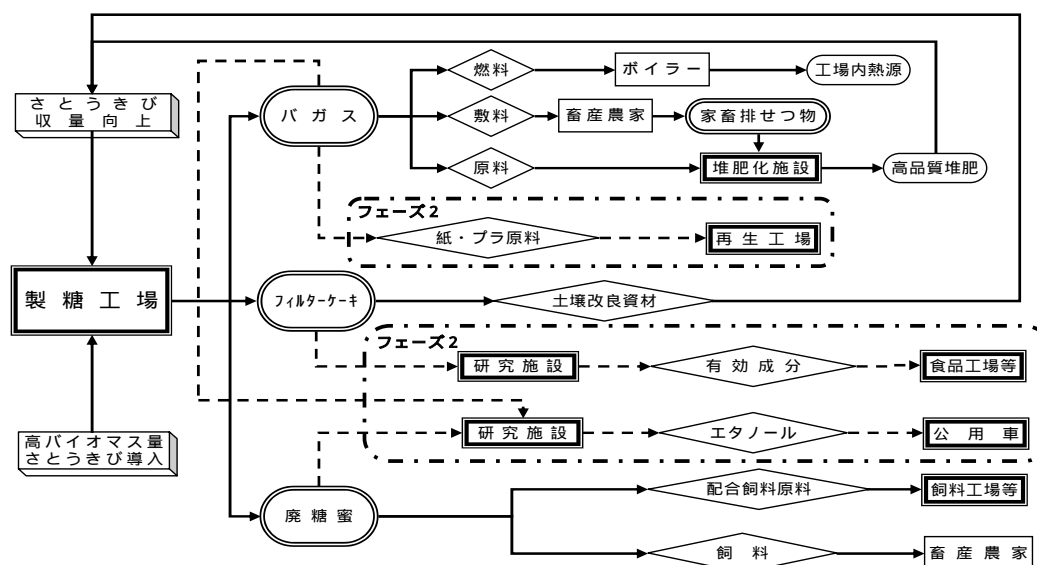 さとうきび
収量向上
バガス
燃料
ボイラー
工場内熱源
敷料
畜産農家
家畜排せつ物
原料
堆肥化施設
高品質堆肥
フェーズ2
紙・プラ原料
再生工場
製糖工場
フィルターケーキ
土壌改良資材
フェーズ2
研究施設
有効成分
食品工場等
研究施設
エタノール
公用車
高バイオマス量
さとうきび導入
廃糖蜜
配合飼料原料
飼料工場等
飼料
畜産農家